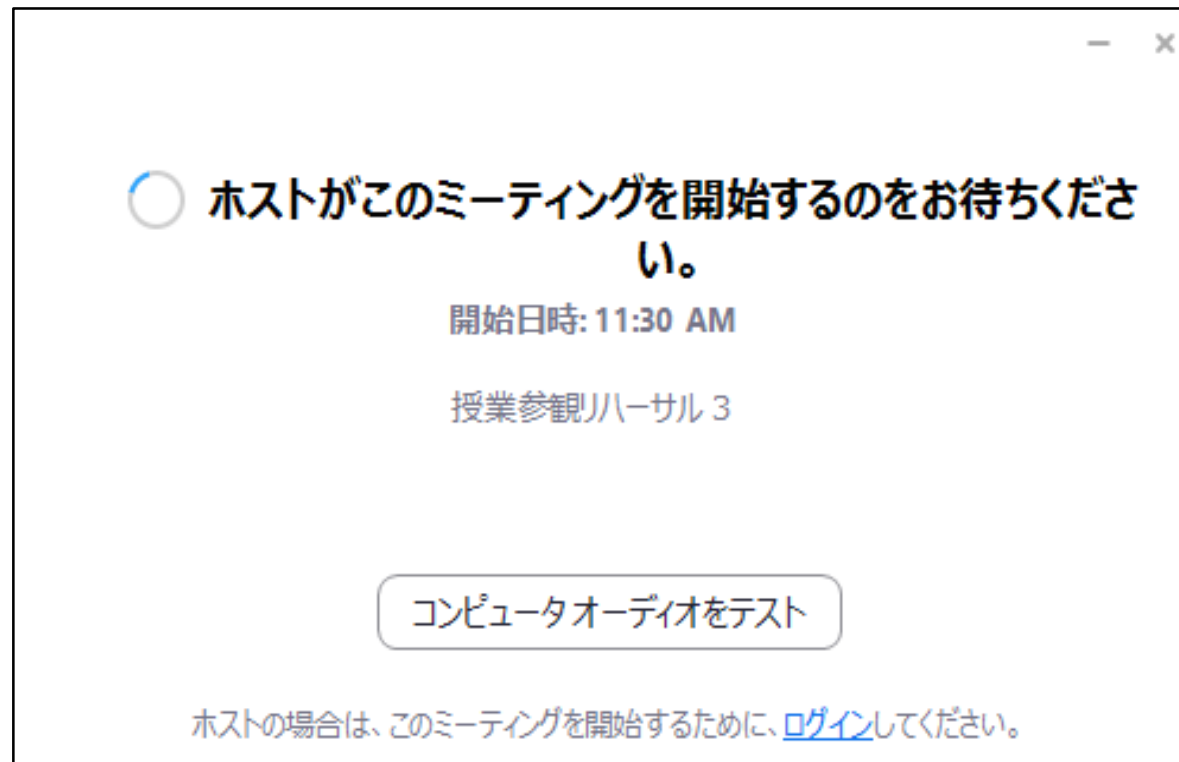 ホストがこのミーティングを開始するのをお待ちくださ
い。
開始日時: 11:30 AM
授業参観リハーサル 3
コンピュータ オーディオをテスト
ホストの場合は、このミーティングを開始するために、ログインしてください。